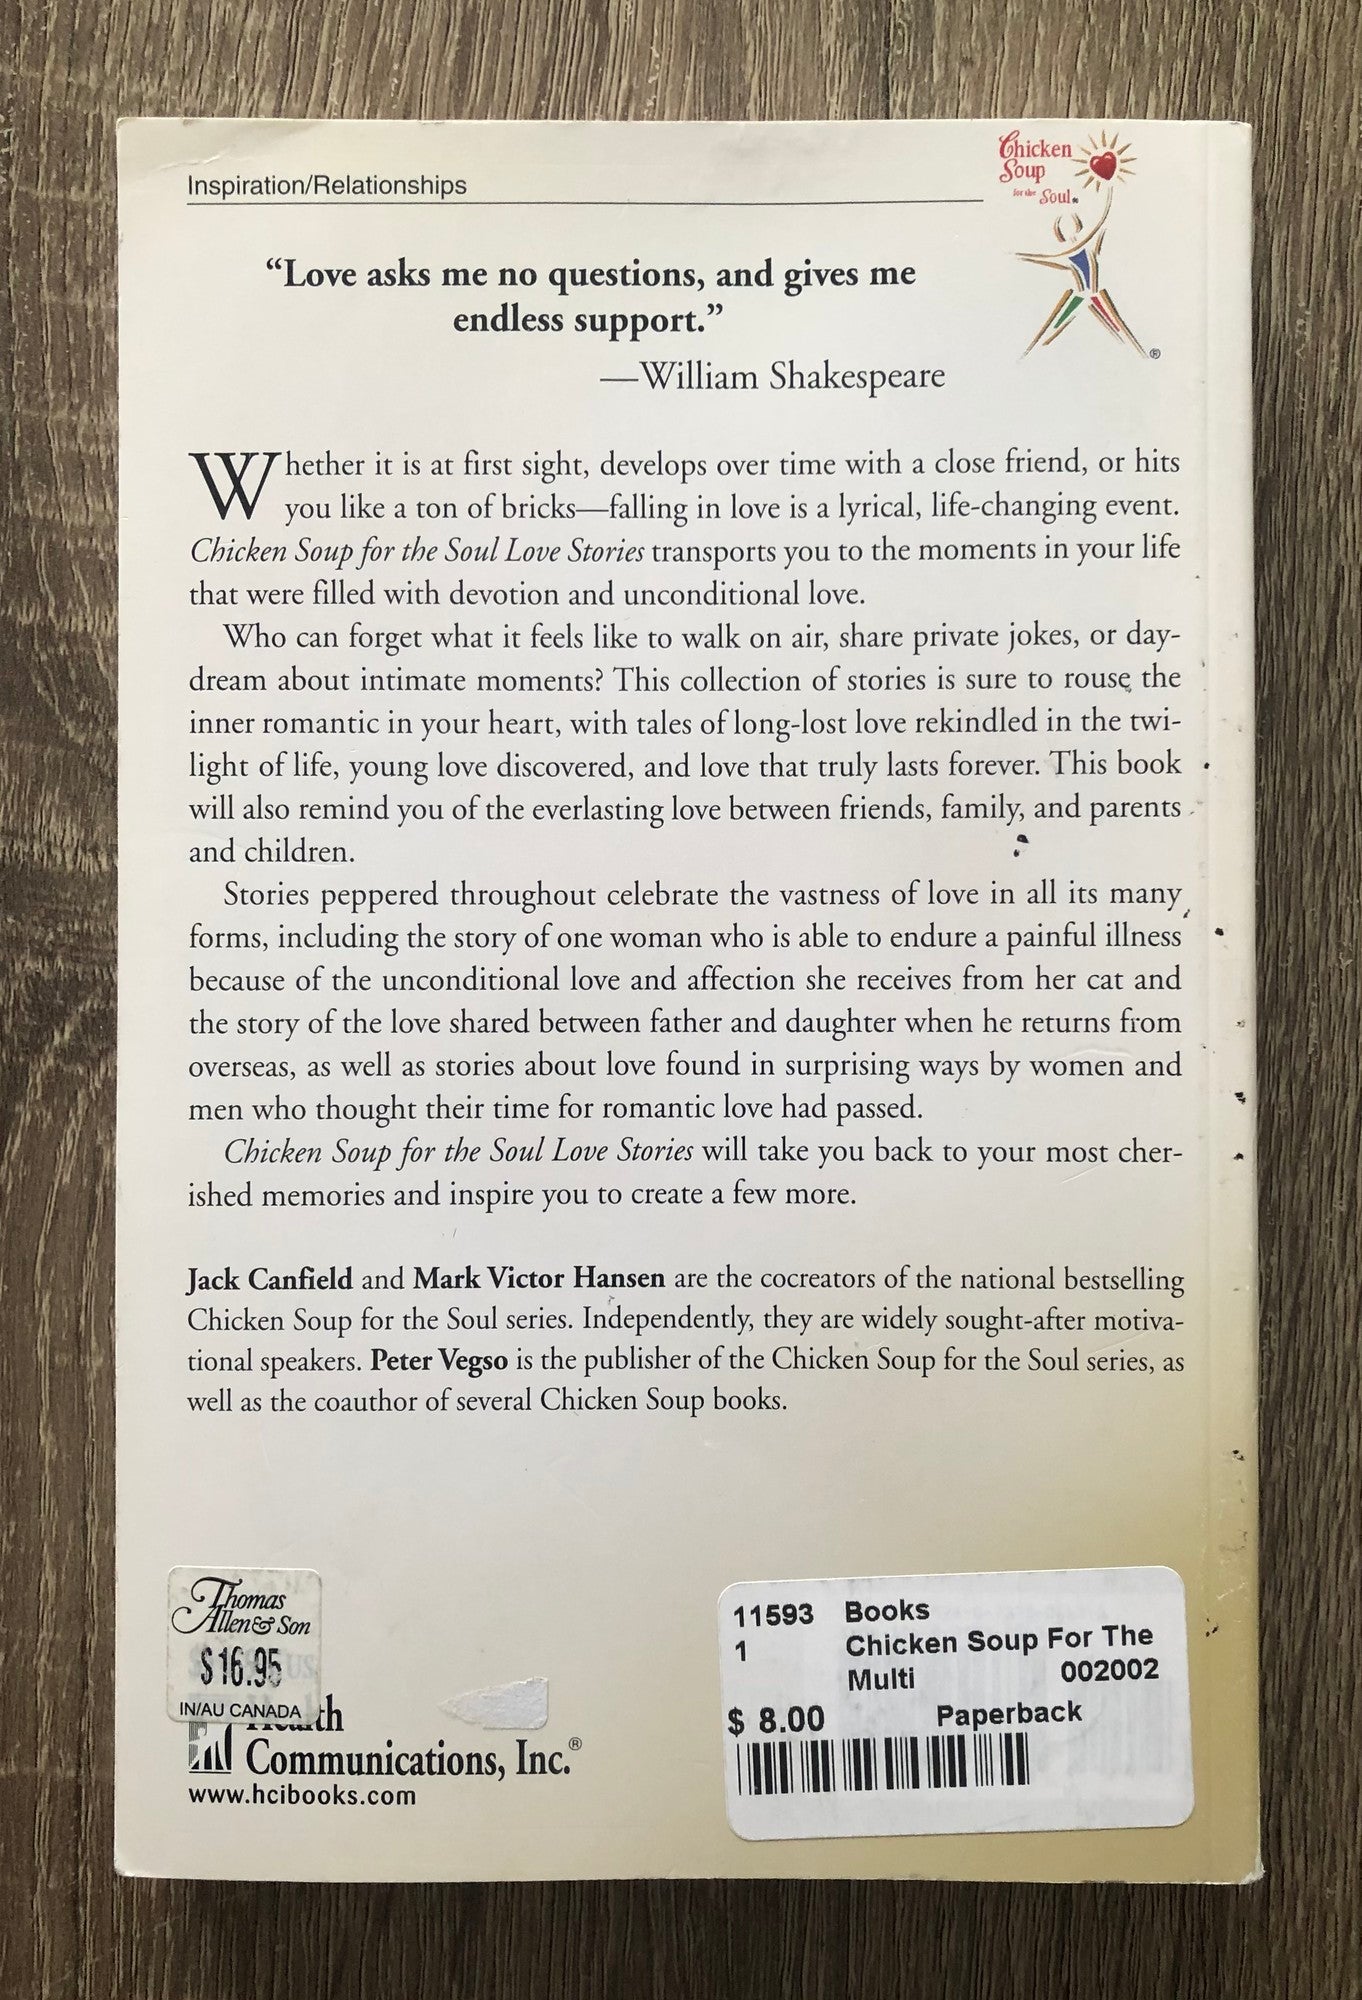 Inspiration/Relationships
Chicken
Soup
for the Soul®
“Love asks me no questions, and gives me
endless support.”
—William Shakespeare
®
Whether it is at first sight, develops over time with a close friend, or hits
you like a ton of bricks—falling in love is a lyrical, life-changing event.
Chicken Soup for the Soul Love Stories transports you to the moments in your life
that were filled with devotion and unconditional love.
Who can forget what it feels like to walk on air, share private jokes, or day-
dream about intimate moments? This collection of stories is sure to rouse the
inner romantic in your heart, with tales of long-lost love rekindled in the twi-
light of life, young love discovered, and love that truly lasts forever. This book
will also remind you of the everlasting love between friends, family, and parents
and children.
Stories peppered throughout celebrate the vastness of love in all its many
forms, including the story of one woman who is able to endure a painful illness
because of the unconditional love and affection she receives from her cat and
the story of the love shared between father and daughter when he returns from
overseas, as well as stories about love found in surprising ways by women and
men who thought their time for romantic love had passed.
Chicken Soup for the Soul Love Stories will take you back to your most cher-
ished memories and inspire you to create a few more.
Jack Canfield and Mark Victor Hansen are the cocreators of the national bestselling
Chicken Soup for the Soul series. Independently, they are widely sought-after motiva-
tional speakers. Peter Vegso is the publisher of the Chicken Soup for the Soul series, as
well as the coauthor of several Chicken Soup books.
Thomas
Allen & Son
$16.95
IN/AU CANADA
Communications, Inc.®
www.hcibooks.com
11593 Books
1 Chicken Soup For The
Multi 002002
$ 8.00 Paperback